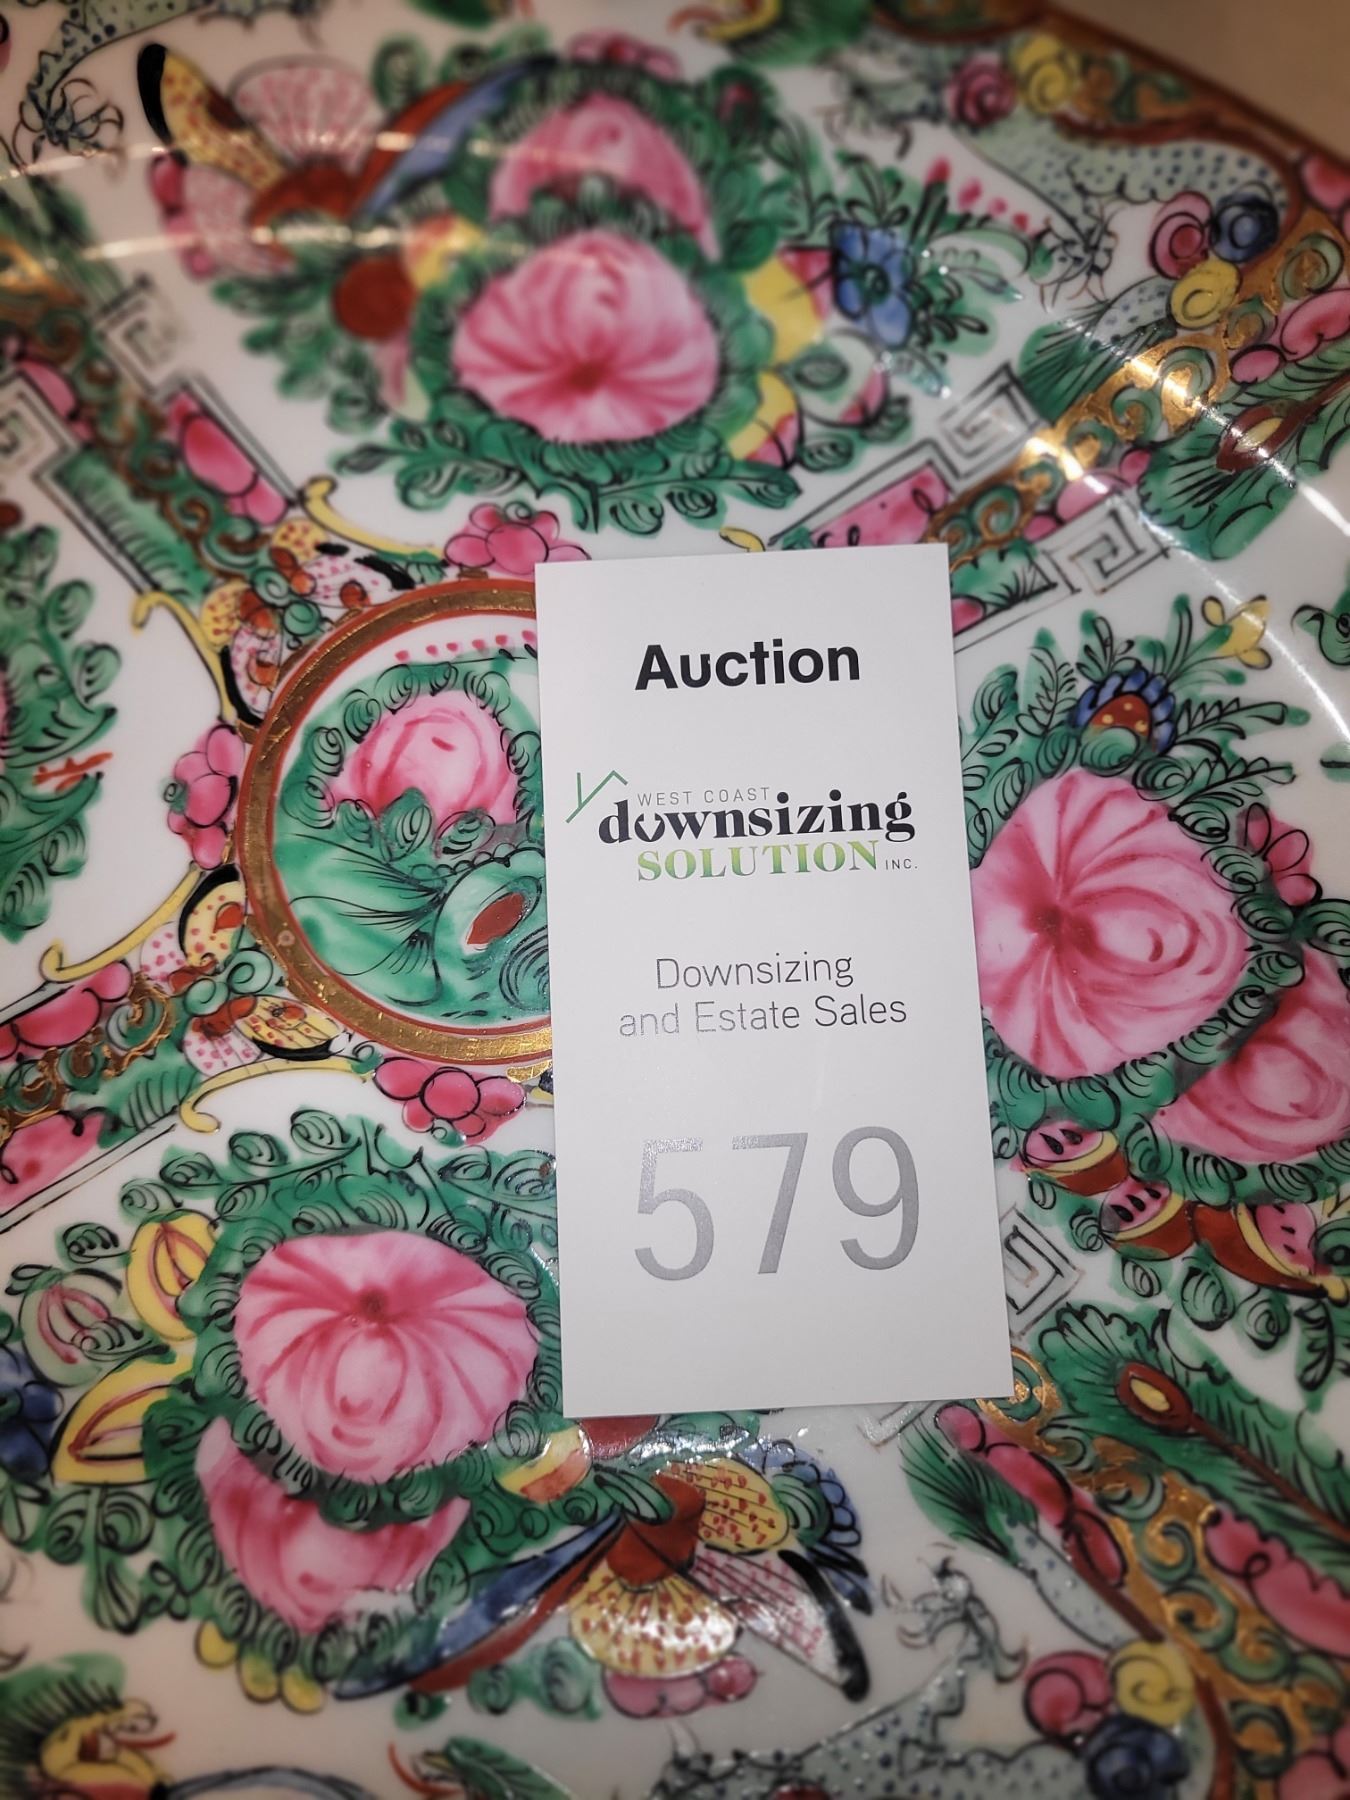 Auction
WEST COAST
downsizing
SOLUTION INC.
Downsizing
and Estate Sales
579